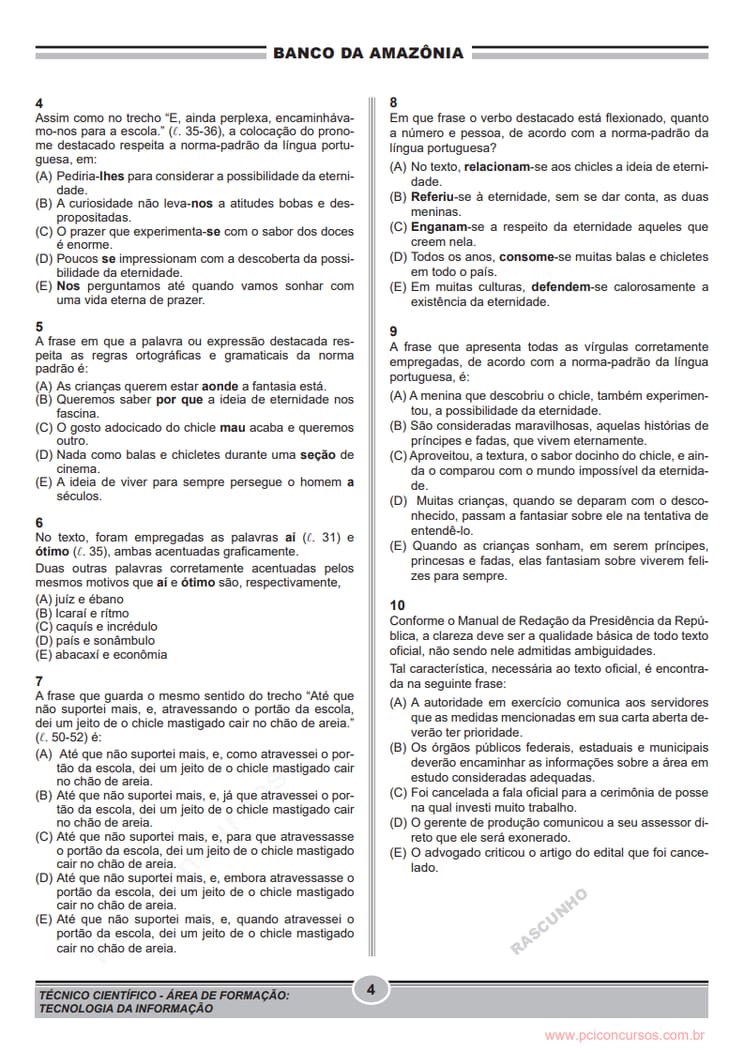 BANCO DA AMAZÔNIA
4
Assim como no trecho “E, ainda perplexa, encaminháva-
mo-nos para a escola.” (ℓ. 35-36), a colocação do prono-
me destacado respeita a norma-padrão da língua portu-
guesa, em:
(A) Pediria-lhes para considerar a possibilidade da eterni-
dade.
(B) A curiosidade não leva-nos a atitudes bobas e des-
propositadas.
(C) O prazer que experimenta-se com o sabor dos doces
é enorme.
(D) Poucos se impressionam com a descoberta da possi-
bilidade da eternidade.
(E) Nos perguntamos até quando vamos sonhar com
uma vida eterna de prazer.
5
A frase em que a palavra ou expressão destacada res-
peita as regras ortográficas e gramaticais da norma
padrão é:
(A) As crianças querem estar aonde a fantasia está.
(B) Queremos saber por que a ideia de eternidade nos
fascina.
(C) O gosto adocicado do chicle mau acaba e queremos
outro.
(D) Nada como balas e chicletes durante uma seção de
cinema.
(E) A ideia de viver para sempre persegue o homem a
séculos.
6
No texto, foram empregadas as palavras aí (ℓ. 31) e
ótimo (ℓ. 35), ambas acentuadas graficamente.
Duas outras palavras corretamente acentuadas pelos
mesmos motivos que aí e ótimo são, respectivamente,
(A) juíz e ébano
(B) Icaraí e rítmo
(C) caquís e incrédulo
(D) país e sonâmbulo
(E) abacaxí e econômia
7
A frase que guarda o mesmo sentido do trecho “Até que
não suportei mais, e, atravessando o portão da escola,
dei um jeito de o chicle mastigado cair no chão de areia.”
(ℓ. 50-52) é:
(A) Até que não suportei mais, e, como atravessei o por-
tão da escola, dei um jeito de o chicle mastigado cair
no chão de areia.
(B) Até que não suportei mais, e, já que atravessei o por-
tão da escola, dei um jeito de o chicle mastigado cair
no chão de areia.
(C) Até que não suportei mais, e, para que atravessasse
o portão da escola, dei um jeito de o chicle mastigado
cair no chão de areia.
(D) Até que não suportei mais, e, embora atravessasse o
portão da escola, dei um jeito de o chicle mastigado
cair no chão de areia.
(E) Até que não suportei mais, e, quando atravessei o
portão da escola, dei um jeito de o chicle mastigado
cair no chão de areia.
8
Em que frase o verbo destacado está flexionado, quanto
a número e pessoa, de acordo com a norma-padrão da
língua portuguesa?
(A) No texto, relacionam-se aos chicles a ideia de eterni-
dade.
(B) Referiu-se à eternidade, sem se dar conta, as duas
meninas.
(C) Enganam-se a respeito da eternidade aqueles que
creem nela.
(D) Todos os anos, consome-se muitas balas e chicletes
em todo o país.
(E) Em muitas culturas, defendem-se calorosamente a
existência da eternidade.
9
A frase que apresenta todas as vírgulas corretamente
empregadas, de acordo com a norma-padrão da língua
portuguesa, é:
(A) A menina que descobriu o chicle, também experimen-
tou, a possibilidade da eternidade.
(B) São consideradas maravilhosas, aquelas histórias de
príncipes e fadas, que vivem eternamente.
(C) Aproveitou, a textura, o sabor docinho do chicle, e ain-
da o comparou com o mundo impossível da eternida-
de.
(D) Muitas crianças, quando se deparam com o desco-
nhecido, passam a fantasiar sobre ele na tentativa de
entendê-lo.
(E) Quando as crianças sonham, em serem príncipes,
princesas e fadas, elas fantasiam sobre viverem feli-
zes para sempre.
10
Conforme o Manual de Redação da Presidência da Repú-
blica, a clareza deve ser a qualidade básica de todo texto
oficial, não sendo nele admitidas ambiguidades.
Tal característica, necessária ao texto oficial, é encontra-
da na seguinte frase:
(A) A autoridade em exercício comunica aos servidores
que as medidas mencionadas em sua carta aberta de-
verão ter prioridade.
(B) Os órgãos públicos federais, estaduais e municipais
deverão encaminhar as informações sobre a área em
estudo consideradas adequadas.
(C) Foi cancelada a fala oficial para a cerimônia de posse
na qual investi muito trabalho.
(D) O gerente de produção comunicou a seu assessor di-
reto que ele será exonerado.
(E) O advogado criticou o artigo do edital que foi cance-
lado.
RASCUNHO
TÉCNICO CIENTÍFICO - ÁREA DE FORMAÇÃO:
TECNOLOGIA DA INFORMAÇÃO
4
www.pciconcursos.com.br